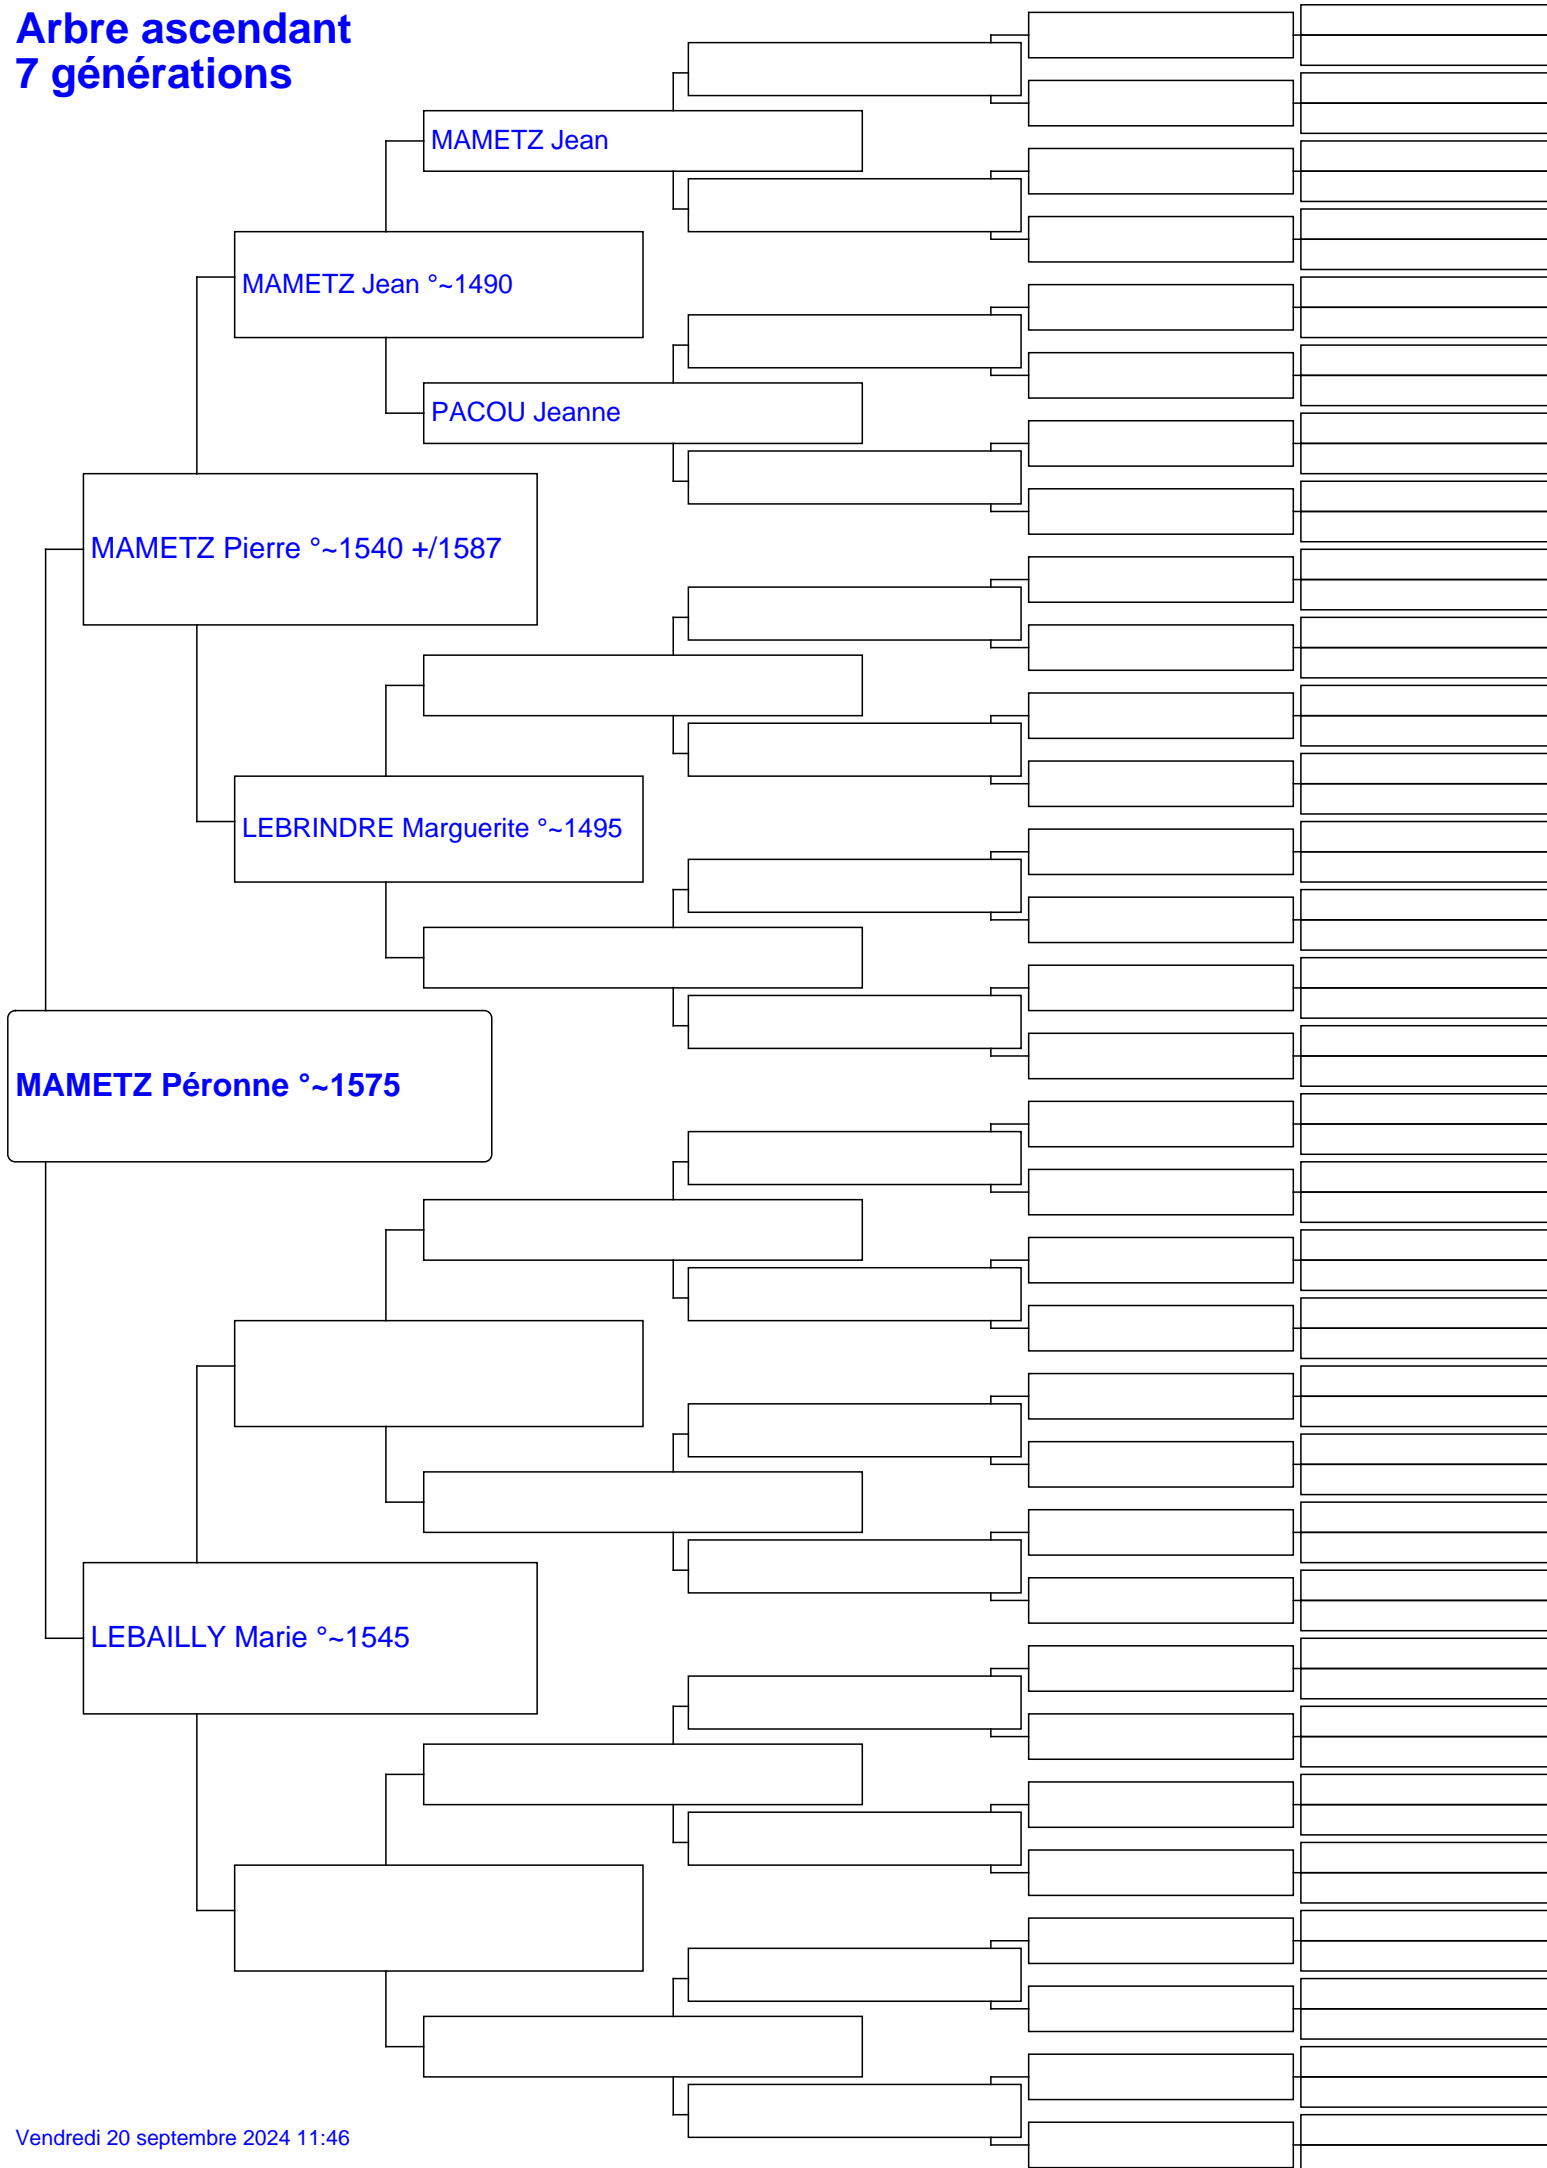 Arbre ascendant
7 générations
MAMETZ Jean
MAMETZ Jean °~1490
PACOU Jeanne
MAMETZ Pierre °~1540 +/1587
LEBRINDRE Marguerite °~1495
MAMETZ Péronne °~1575
LEBAILLY Marie °~1545
Vendredi 20 septembre 2024 11:46